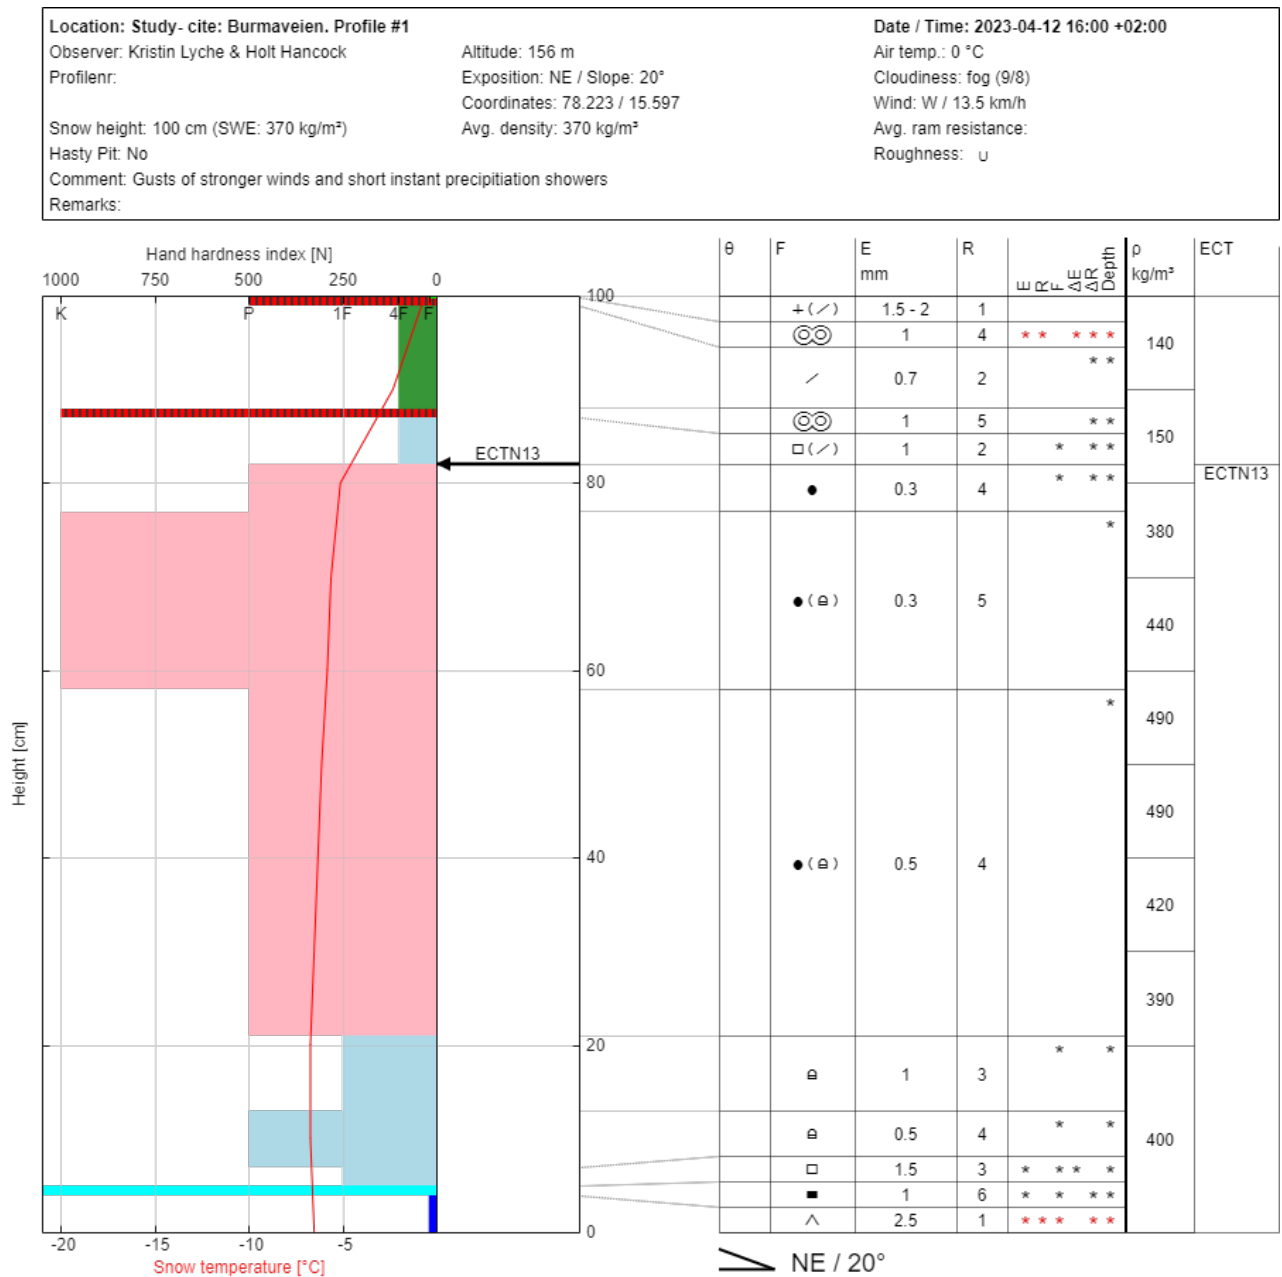 Location: Study- cite: Burmaveien. Profile #1 Date / Time: 2023-04-12 16:00 +02:00
Observer: Kristin Lyche & Holt Hancock Altitude: 156 m Air temp.: 0 °C
Profilenr: Exposition: NE / Slope: 20° Cloudiness: fog (9/8)
Coordinates: 78.223 / 15.597 Wind: W / 13.5 km/h
Snow height: 100 cm (SWE: 370 kg/m²) Avg. density: 370 kg/m³ Avg. ram resistance:
Hasty Pit: No Roughness: ∪
Comment: Gusts of stronger winds and short instant precipitiation showers
Remarks:
Hand hardness index [N]
1000 750 500 250 0
K P 1F 4F F
θ F E R E R F ΔE ΔR Depth ρ ECT
mm kg/m³
100
+ ( ∕ ) 1.5 - 2 1
1 4 * * * * * 140
* *
∕ 0.7 2
1 5 * *
150
□ ( ∕ ) 1 2 * * *
ECTN13
ECTN13
80
● 0.3 4 * * *
*
380
● ( ) 0.3 5
440
60
*
490
490
40
● ( ) 0.5 4
420
390
20
* *
1 3
* *
0.5 4 400
□ 1.5 3 * * * *
■ 1 6 * * * *
∧ 2.5 1 * * * * *
0
Height [cm]
-20 -15 -10 -5
Snow temperature [°C]
NE / 20°